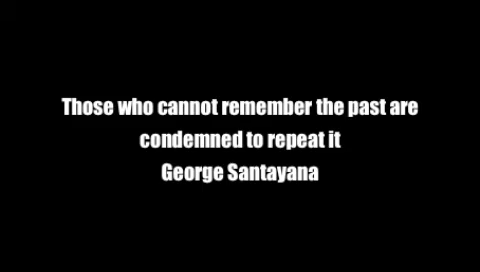 Those who cannot remember the past are
condemned to repeat it
George Santayana